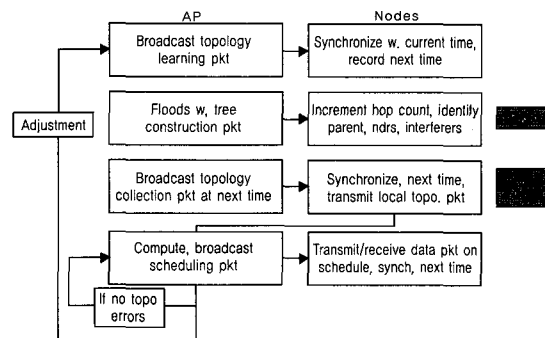 AP
Nodes
Broadcast topology
learning pkt
Synchronize w. current time,
record next time
Adjustment
Floods w, tree
construction pkt
Increment hop count, identify
parent, ndrs, interferers
Broadcast topology
collection pkt at next time
Synchronize, next time,
transmit local topo. pkt
Compute, broadcast
scheduling pkt
Transmit/receive data pkt on
schedule, synch, next time
If no topo
errors